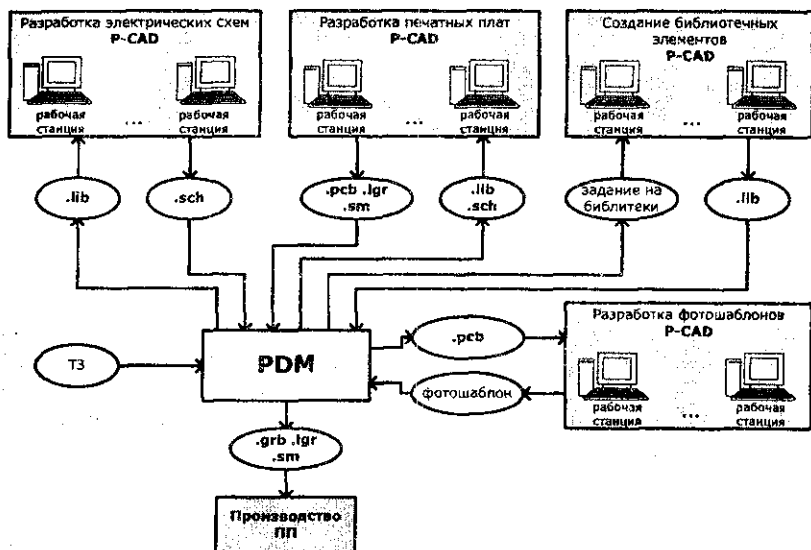 Разработка электрических схем
P-CAD
рабочая
станция
...
рабочая
станция
Разработка печатных плат
P-CAD
рабочая
станция
...
рабочая
станция
Создание библиотечных
элементов
P-CAD
рабочая
станция
...
рабочая
станция
.lib
.sch
.pcb .lgr
.sm
.lib
.sch
задание на
библитеки
.lib
ТЗ
PDM
.pcb
фотошаблон
Разработка фотошаблонов
P-CAD
рабочая
станция
...
рабочая
станция
.grb .lgr
.sm
Производство
ПП